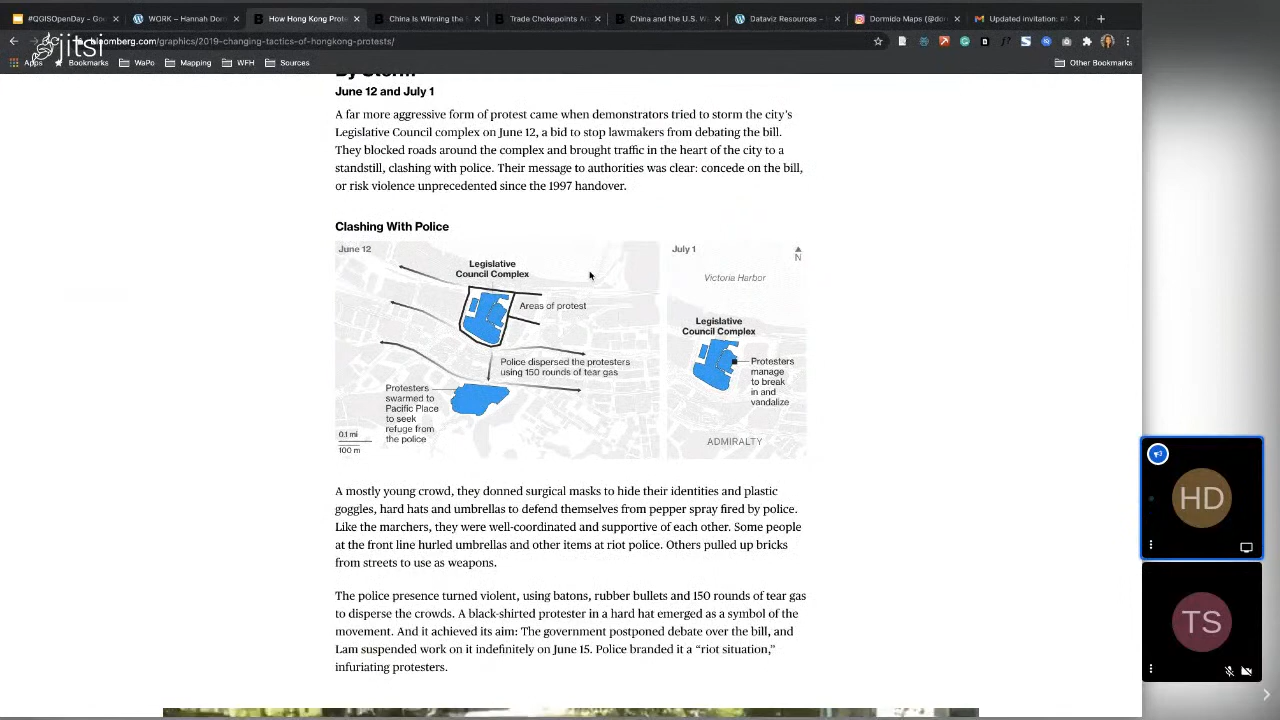 #QGISOpenDay - Go
WORK – Hannah Dor
How Hong Kong Prote
China Is Winning the
Trade Chokepoints A
China and the U.S. W
Dataviz Resources –
Dormido Maps (@do
Updated invitation: #
jitsi
bloomberg.com/graphics/2019-changing-tactics-of-hongkong-protests/
Apps
Bookmarks
WaPo
Mapping
WFH
Sources
Other Bookmarks
By Storm
June 12 and July 1
A far more aggressive form of protest came when demonstrators tried to storm the city's
Legislative Council complex on June 12, a bid to stop lawmakers from debating the bill.
They blocked roads around the complex and brought traffic in the heart of the city to a
standstill, clashing with police. Their message to authorities was clear: concede on the bill,
or risk violence unprecedented since the 1997 handover.
Clashing With Police
June 12
Legislative
Council Complex
Areas of protest
Police dispersed the protesters
using 150 rounds of tear gas
Protesters
swarmed to
Pacific Place
to seek
refuge from
the police
0.1 mi
100 m
July 1
N
Victoria Harbor
Legislative
Council Complex
Protesters
manage
to break
in and
vandalize
ADMIRALTY
A mostly young crowd, they donned surgical masks to hide their identities and plastic
goggles, hard hats and umbrellas to defend themselves from pepper spray fired by police.
Like the marchers, they were well-coordinated and supportive of each other. Some people
at the front line hurled umbrellas and other items at riot police. Others pulled up bricks
from streets to use as weapons.
The police presence turned violent, using batons, rubber bullets and 150 rounds of tear gas
to disperse the crowds. A black-shirted protester in a hard hat emerged as a symbol of the
movement. And it achieved its aim: The government postponed debate over the bill, and
Lam suspended work on it indefinitely on June 15. Police branded it a “riot situation,”
infuriating protesters.
HD
TS